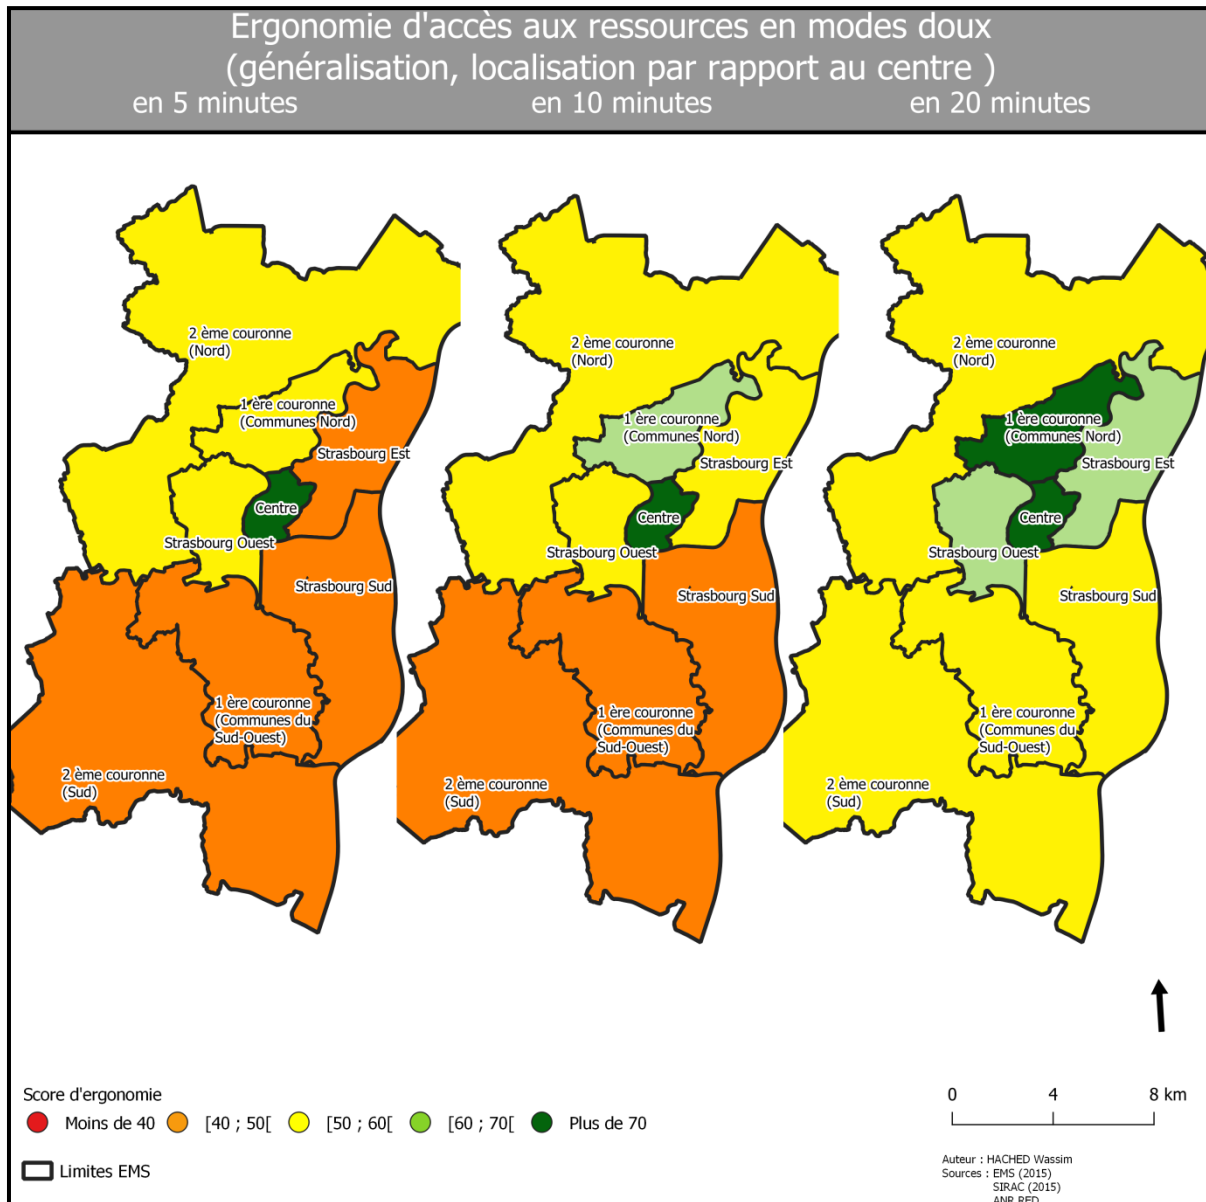 Ergonomie d'accès aux ressources en modes doux
(généralisation, localisation par rapport au centre )
en 5 minutes
en 10 minutes
en 20 minutes
2 ème couronne
(Nord)
1 ère couronne
(Communes Nord)
Strasbourg Est
Centre
Strasbourg Ouest
Strasbourg Sud
1 ère couronne
(Communes du
Sud-Ouest)
2 ème couronne
(Sud)
2 ème couronne
(Nord)
1 ère couronne
(Communes Nord)
Strasbourg Est
Centre
Strasbourg Ouest
Strasbourg Sud
1 ère couronne
(Communes du
Sud-Ouest)
2 ème couronne
(Sud)
2 ème couronne
(Nord)
1 ère couronne
(Communes Nord)
Strasbourg Est
Centre
Strasbourg Ouest
Strasbourg Sud
1 ère couronne
(Communes du
Sud-Ouest)
2 ème couronne
(Sud)
Score d'ergonomie
Moins de 40
[40 ; 50[
[50 ; 60[
[60 ; 70[
Plus de 70
Limites EMS
0 4 8 km
Auteur : HACHED Wassim
Sources : EMS (2015)
SIRAC (2015)
ANR RED